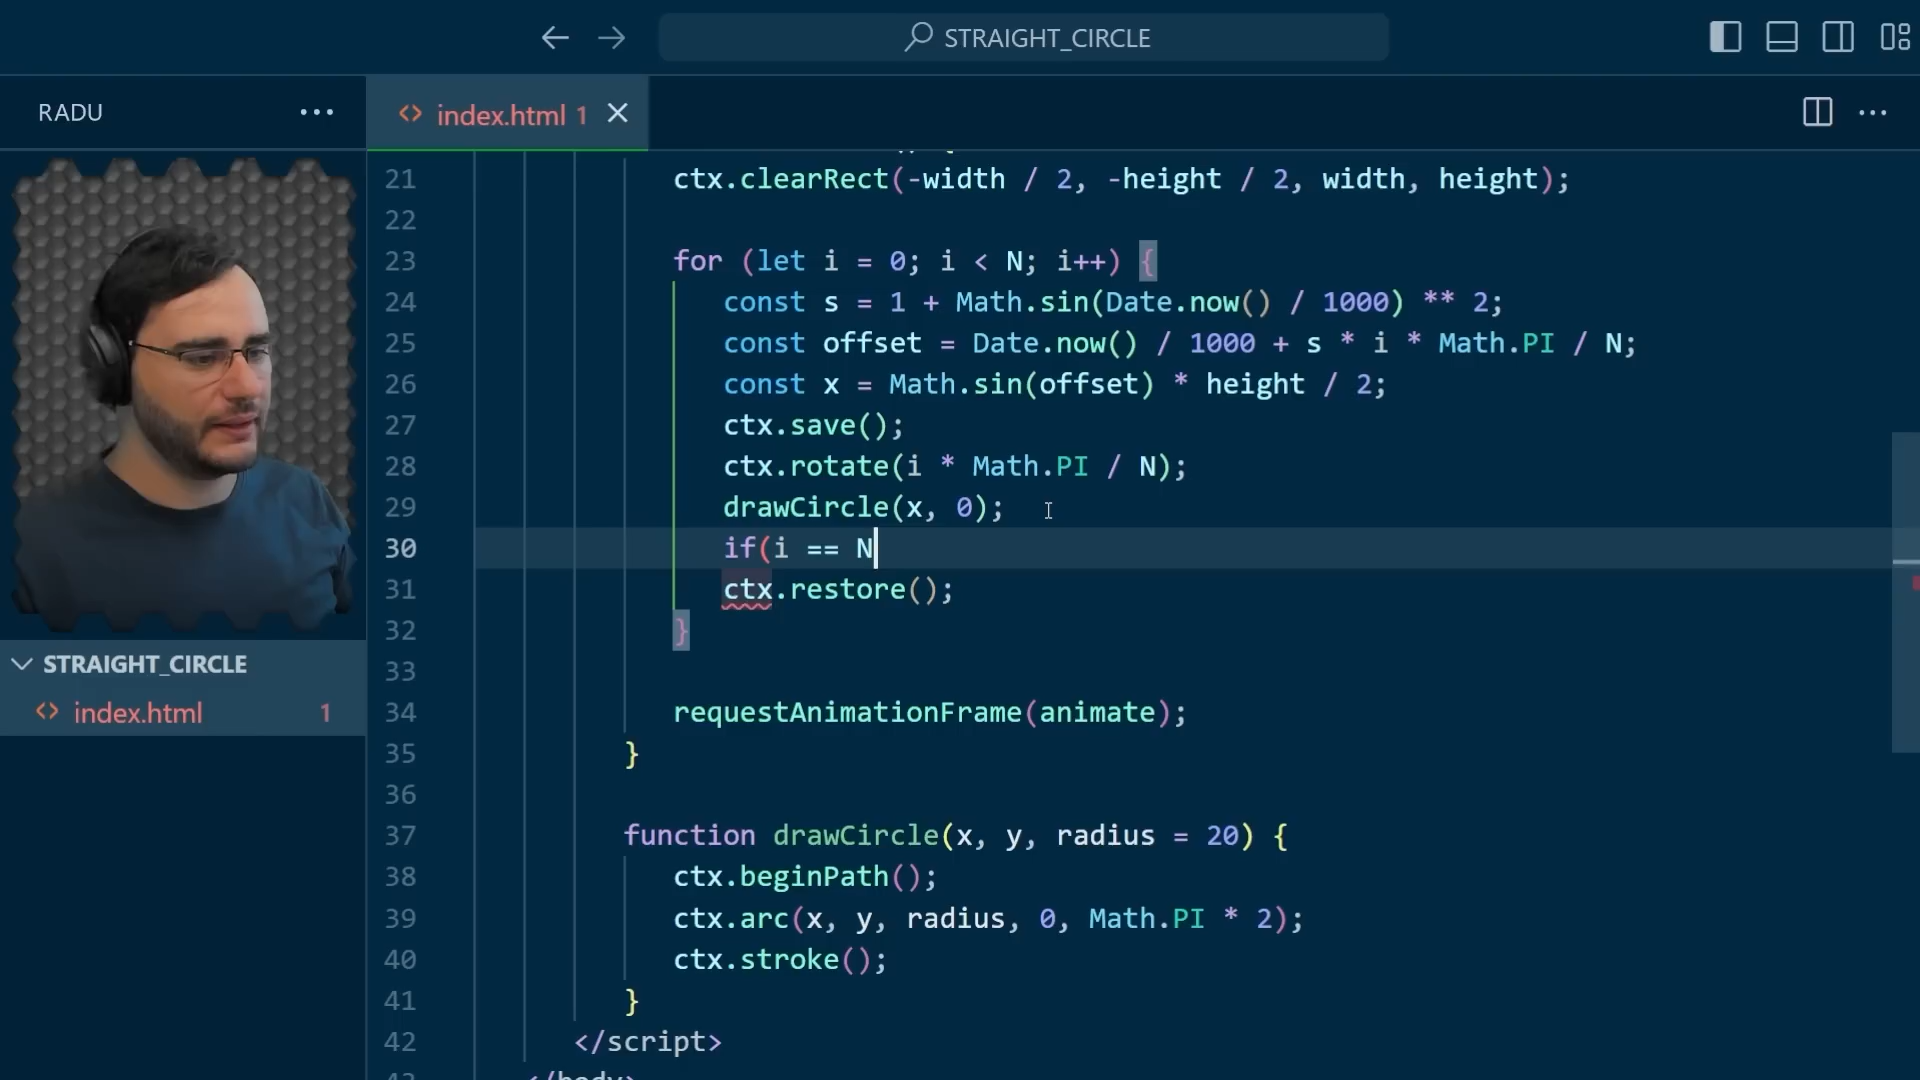 STRAIGHT_CIRCLE
RADU
index.html 1
21 ctx.clearRect(-width / 2, -height / 2, width, height);
22
23 for (let i = 0; i < N; i++) {
24 const s = 1 + Math.sin(Date.now() / 1000) ** 2;
25 const offset = Date.now() / 1000 + s * i * Math.PI / N;
26 const x = Math.sin(offset) * height / 2;
27 ctx.save();
28 ctx.rotate(i * Math.PI / N);
29 drawCircle(x, 0);
30 if(i == N
31 ctx.restore();
32 }
33
34 requestAnimationFrame(animate);
35 }
36
37 function drawCircle(x, y, radius = 20) {
38 ctx.beginPath();
39 ctx.arc(x, y, radius, 0, Math.PI * 2);
40 ctx.stroke();
41 }
42 </script>
STRAIGHT_CIRCLE
index.html 1